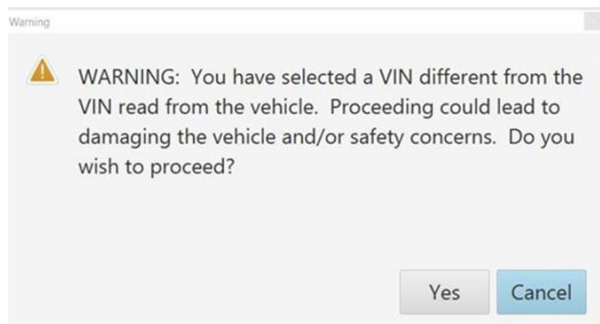 Warning
WARNING:  You have selected a VIN different from the
VIN read from the vehicle.  Proceeding could lead to
damaging the vehicle and/or safety concerns.  Do you
wish to proceed?
Yes
Cancel